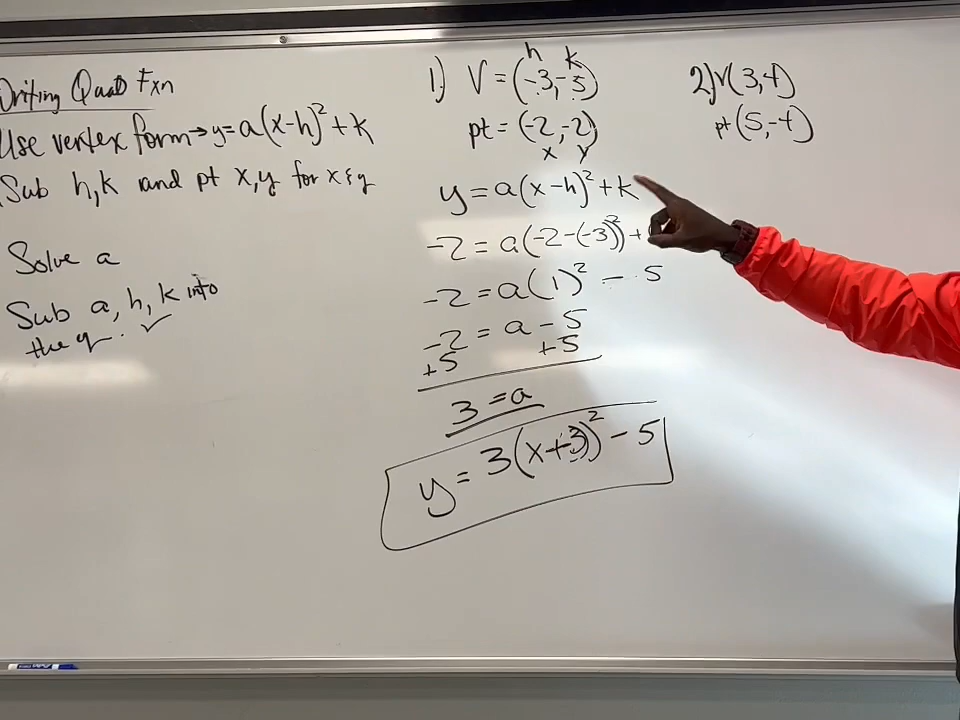 Writing Quad Fxn
Use vertex form → y = a(x-h)² + k
Sub h, k and pt x, y for x & y
Solve a
Sub a, h, k into
the eq. ✓
1.) V = (-3, -5)
h k
pt = (-2, -2)
x y
y = a(x-h)² + k
-2 = a(-2-(-3))² +
-2 = a(1)² - 5
-2 = a - 5
+5 +5
3 = a
y = 3(x+3)² - 5
2.) V(3,4)
pt (5,-4)